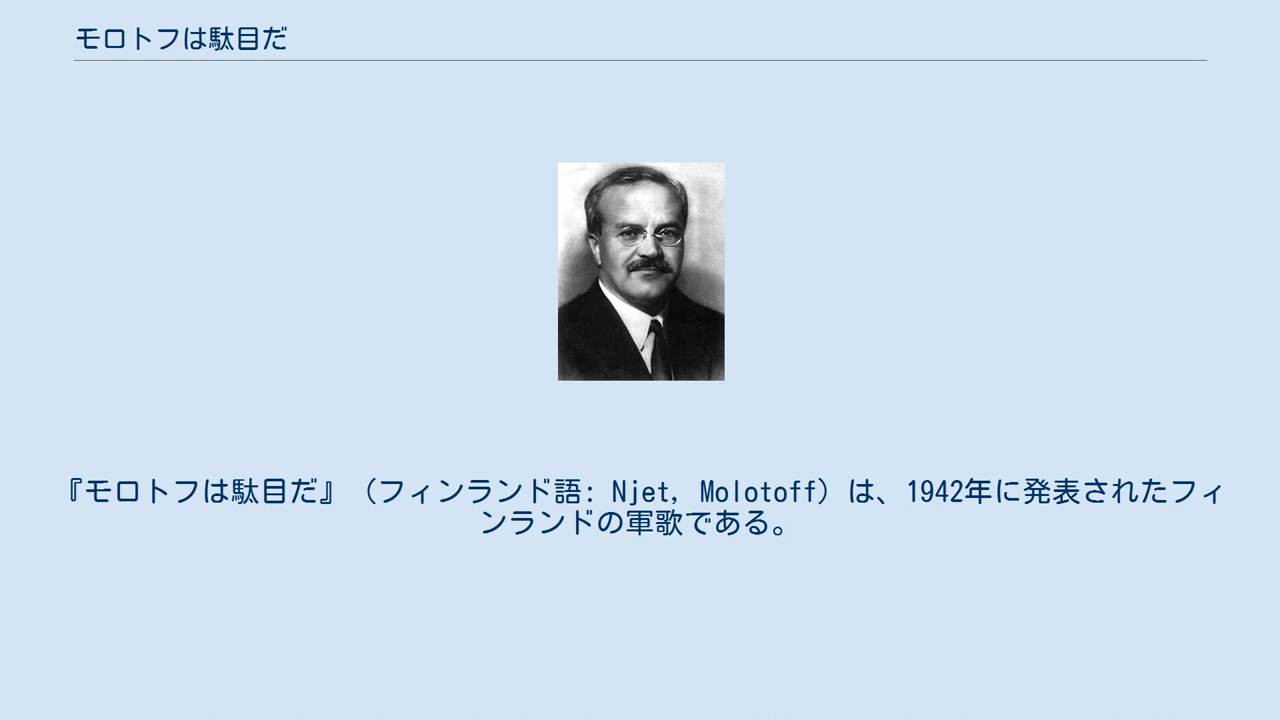 モロトフは駄目だ
『モロトフは駄目だ』（フィンランド語: Njet, Molotoff）は、1942年に発表されたフィ
ンランドの軍歌である。